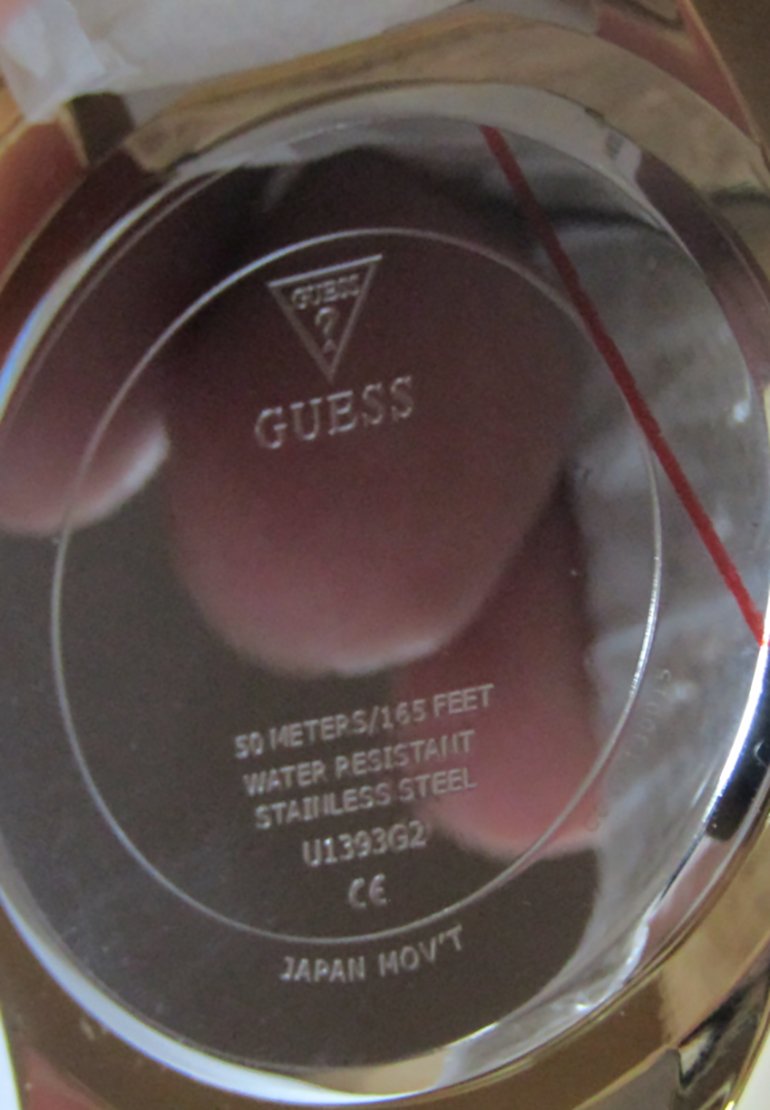 GUESS
?
GUESS
50 METERS/165 FEET
WATER RESISTANT
STAINLESS STEEL
U1393G2
CE
JAPAN MOV'T